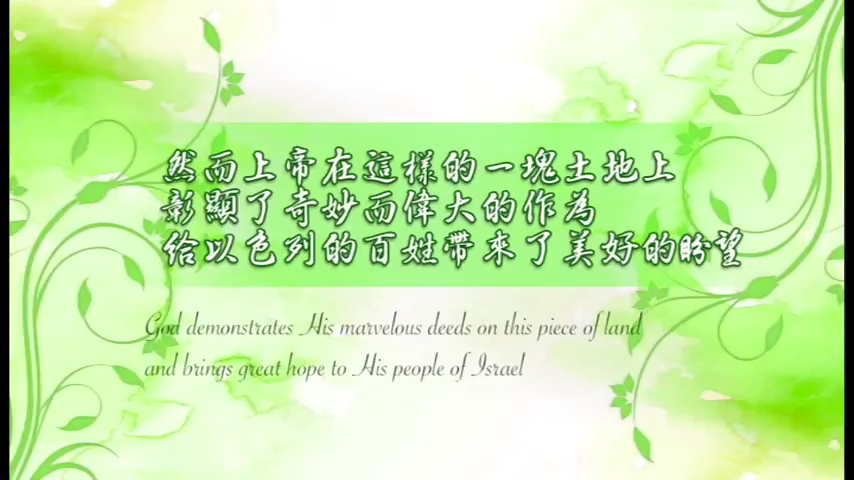 然而上帝在這樣的一塊土地上
彰顯了奇妙而偉大的作為
給以色列的百姓帶來了美好的盼望
God demonstrates His marvelous deeds on this piece of land
and brings great hope to His people of Israel